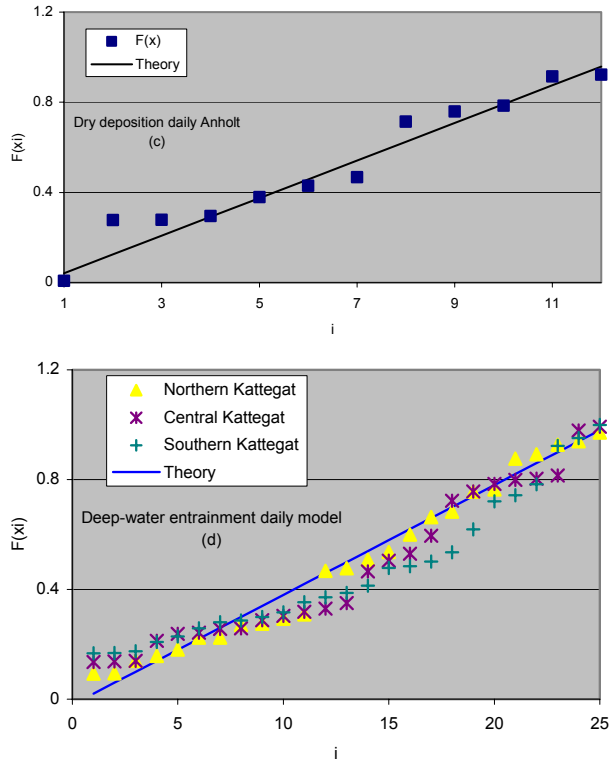 1.2
F(x)
Theory
0.8
Dry deposition daily Anholt
(c)
F(xi)
0.4
0
1 3 5 7 9 11
i
1.2
Northern Kattegat
Central Kattegat
Southern Kattegat
Theory
0.8
Deep-water entrainment daily model
(d)
F(xi)
0.4
0
0 5 10 15 20 25
i